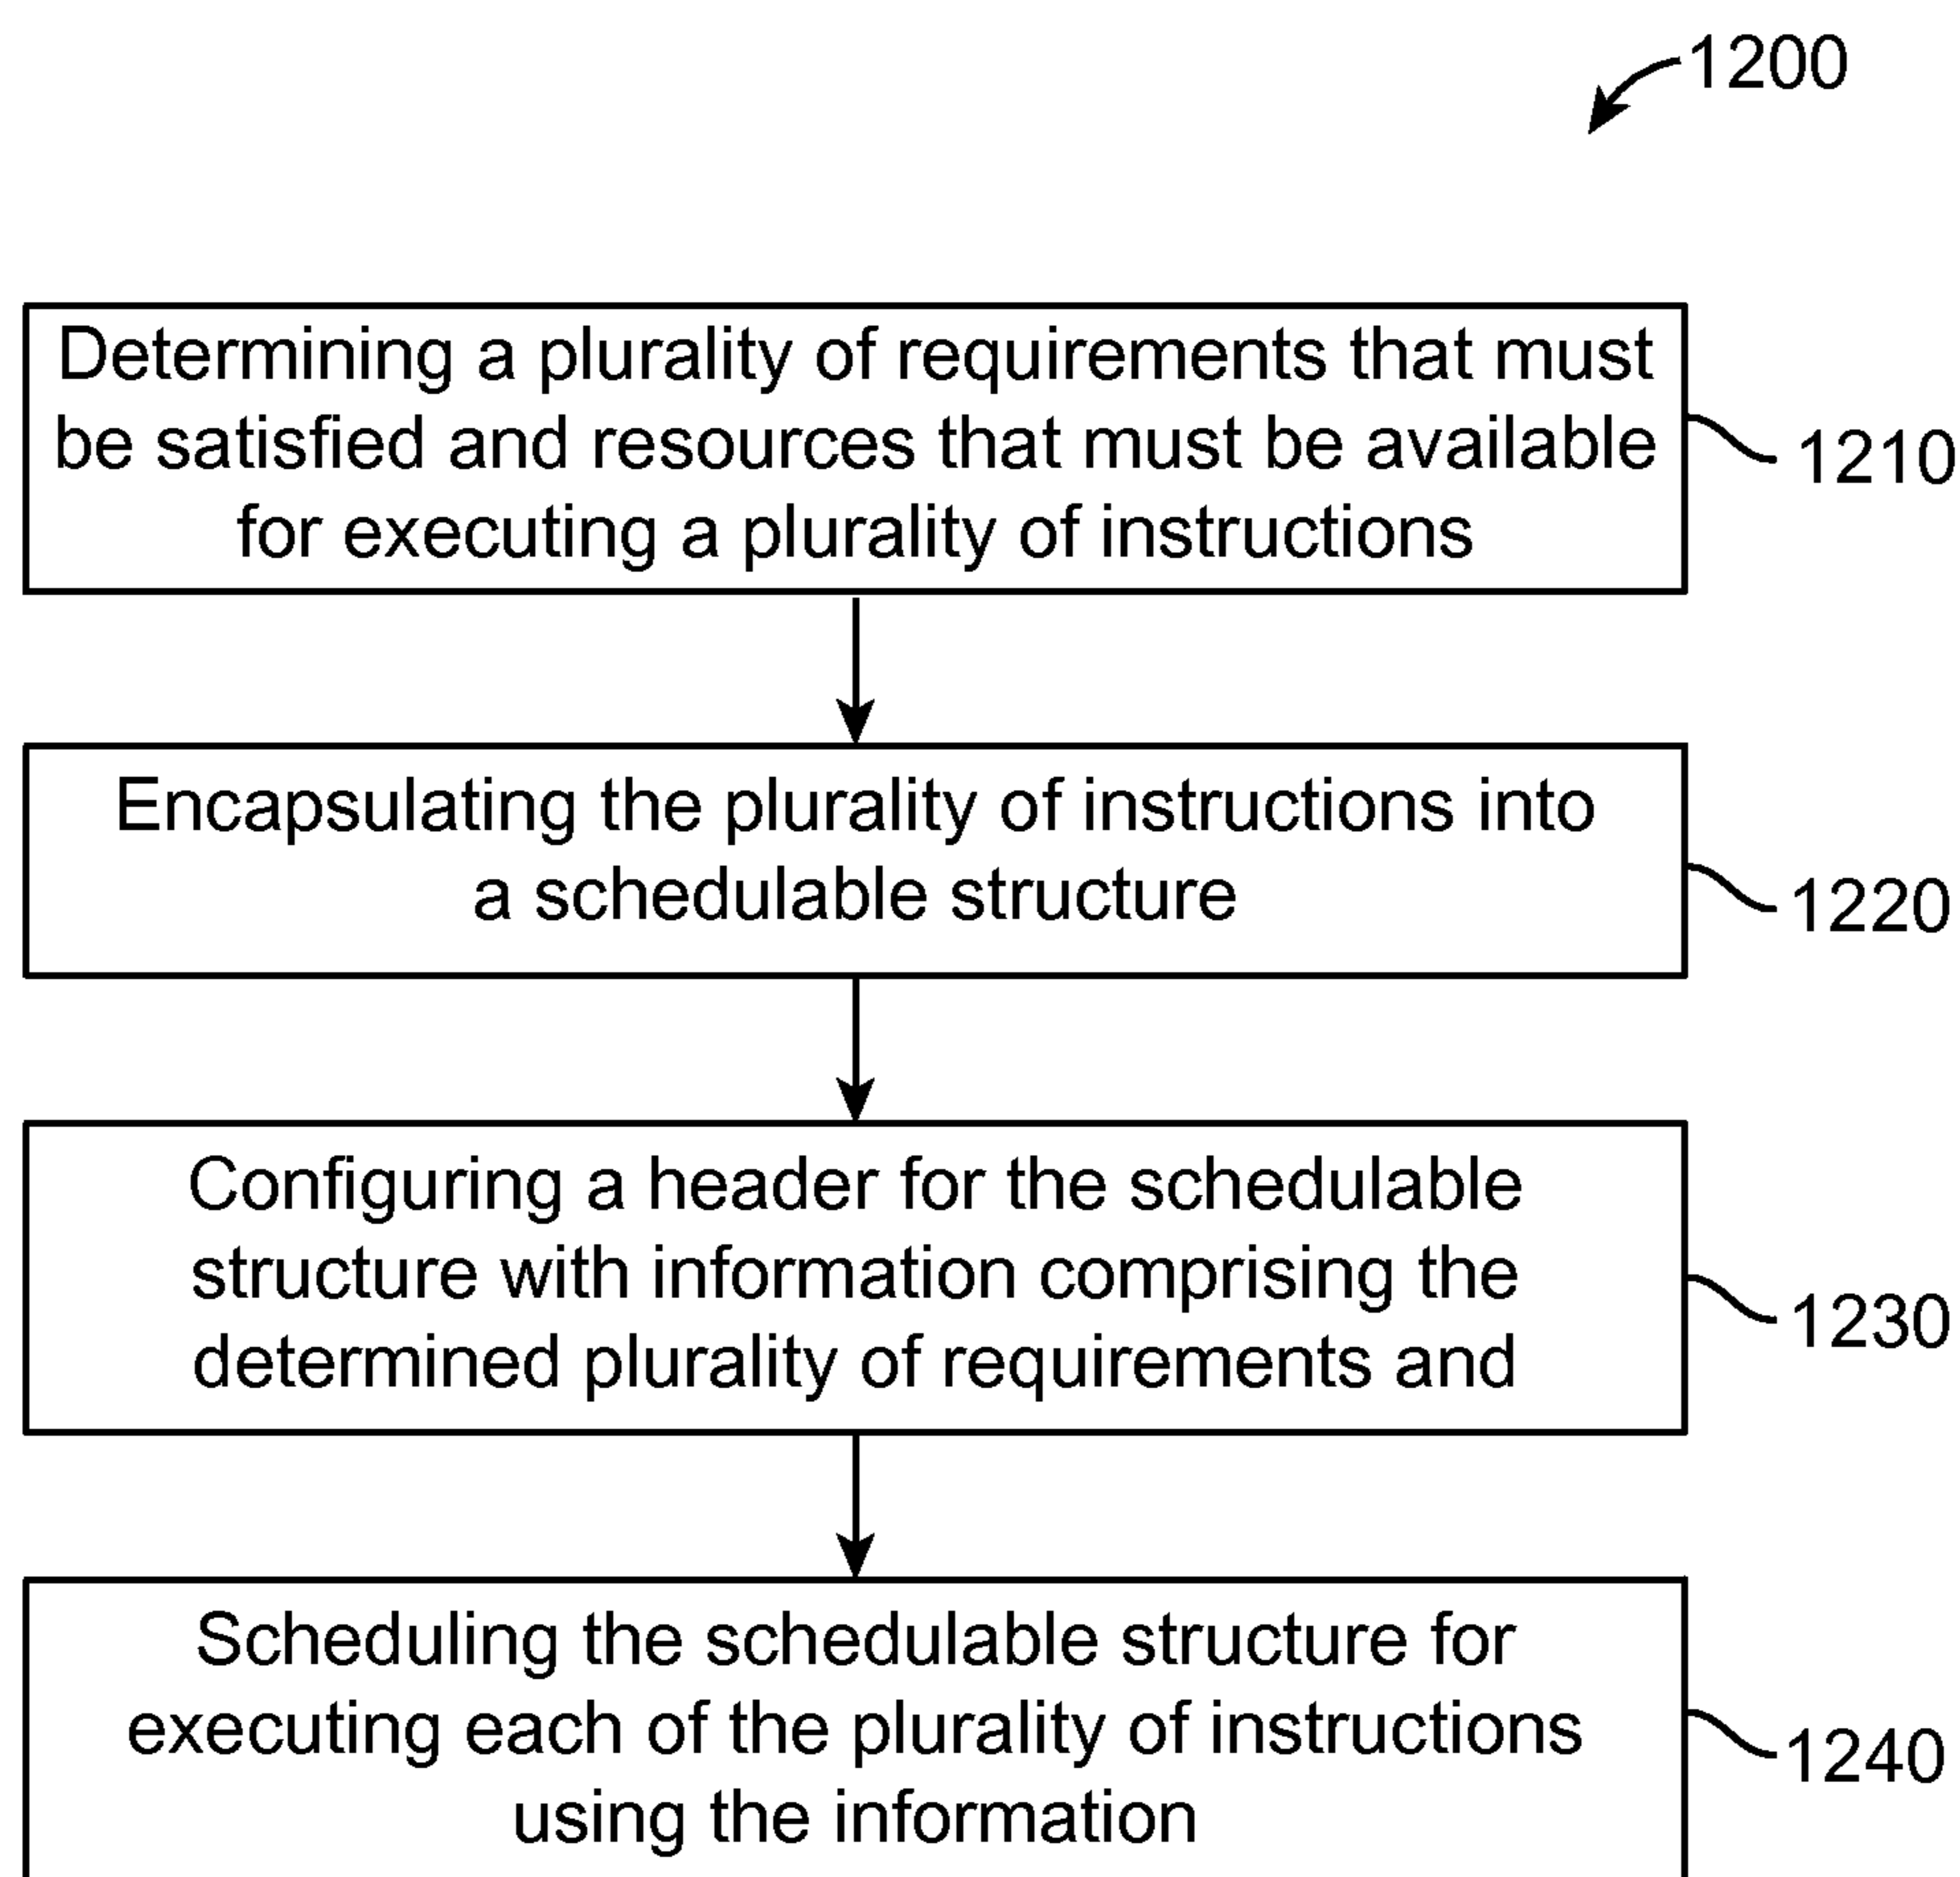 1200
Determining a plurality of requirements that must
be satisfied and resources that must be available
for executing a plurality of instructions
1210
Encapsulating the plurality of instructions into
a schedulable structure
1220
Configuring a header for the schedulable
structure with information comprising the
determined plurality of requirements and
1230
Scheduling the schedulable structure for
executing each of the plurality of instructions
using the information
1240